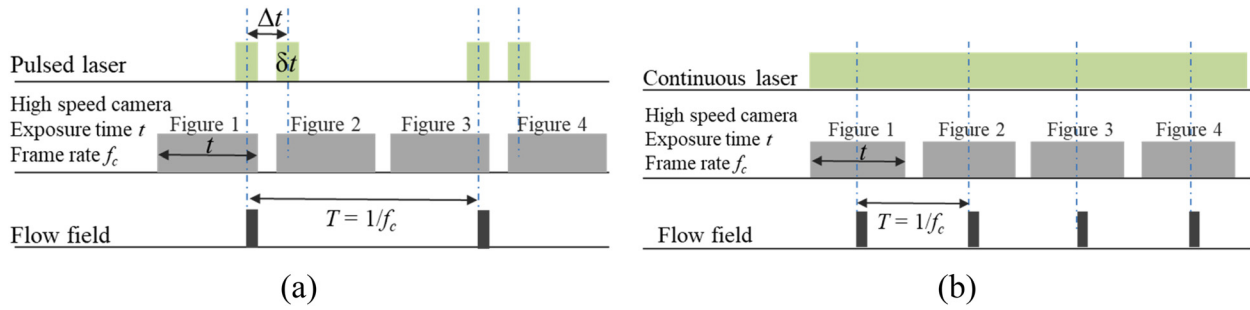 Δt
Pulsed laser
δt
High speed camera
Exposure time t
Frame rate fc
Figure 1
Figure 2
Figure 3
Figure 4
t
T = 1/fc
Flow field
(a)
Continuous laser
High speed camera
Exposure time t
Frame rate fc
Figure 1
Figure 2
Figure 3
Figure 4
t
T = 1/fc
Flow field
(b)